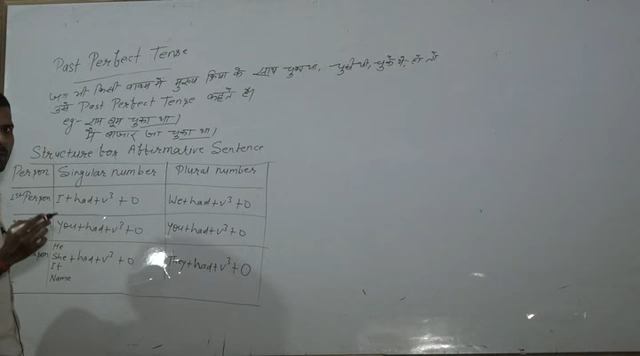 Past Perfect Tense
जब भी किसी वाक्य में मुख्य क्रिया के साथ चुका था, चुकी थी, चुके थे, हो तो
उसे Past Perfect Tense कहते है।
eg- राम घूम चुका था।
मैं बाजार जा चुका था।
Structure for Affirmative Sentence
Person Singular number Plural number
1st Person I+had+v³+O We+had+v³+O
You+had+v³+O You+had+v³+O
He
She+had+v³+O They+had+v³+O
It
Name